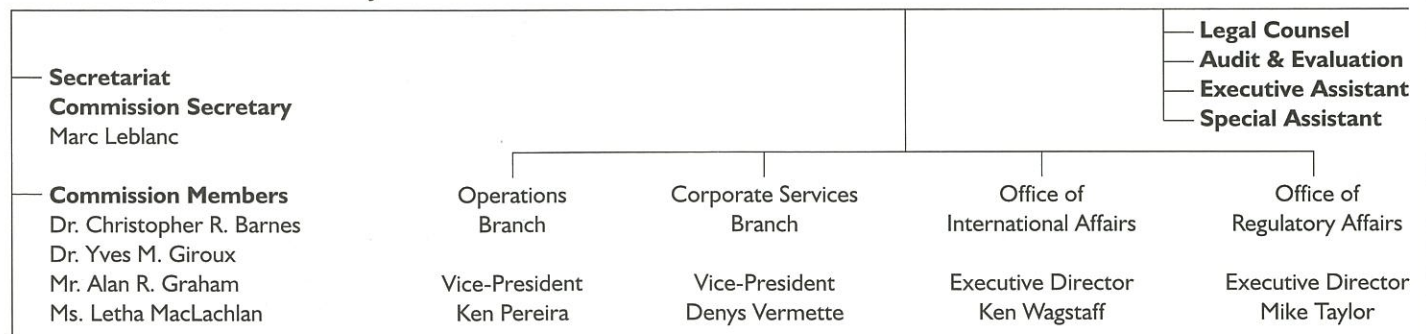 Legal Counsel
Audit & Evaluation
Executive Assistant
Special Assistant
Secretariat
Commission Secretary
Marc Leblanc
Commission Members
Dr. Christopher R. Barnes
Dr. Yves M. Giroux
Mr. Alan R. Graham
Ms. Letha MacLachlan
Operations
Branch
Vice-President
Ken Pereira
Corporate Services
Branch
Vice-President
Denys Vermette
Office of
International Affairs
Executive Director
Ken Wagstaff
Office of
Regulatory Affairs
Executive Director
Mike Taylor